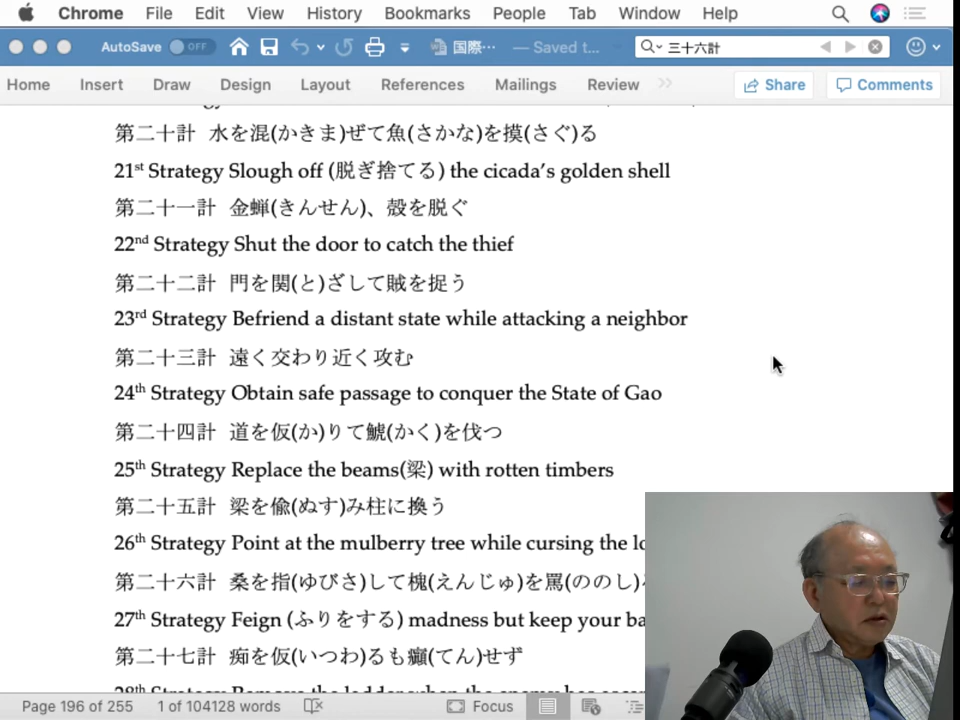 Chrome File Edit View History Bookmarks People Tab Window Help
AutoSave OFF 国際… — Saved t... 三十六計
Home Insert Draw Design Layout References Mailings Review Share Comments
第二十計 水を混(かきま)ぜて魚(さかな)を摸(さぐ)る
21st Strategy Slough off (脱ぎ捨てる) the cicada's golden shell
第二十一計 金蝉(きんせん)、殻を脱ぐ
22nd Strategy Shut the door to catch the thief
第二十二計 門を関(と)ざして賊を捉う
23rd Strategy Befriend a distant state while attacking a neighbor
第二十三計 遠く交わり近く攻む
24th Strategy Obtain safe passage to conquer the State of Gao
第二十四計 道を仮(か)りて虢(かく)を伐つ
25th Strategy Replace the beams(梁) with rotten timbers
第二十五計 梁を偸(ぬす)み柱に換う
26th Strategy Point at the mulberry tree while cursing the
第二十六計 桑を指(ゆびさ)して槐(えんじゅ)を罵(ののし)
27th Strategy Feign (ふりをする) madness but keep your
第二十七計 痴を仮(いつわ)るも癲(てん)せず
Page 196 of 255 1 of 104128 words Focus